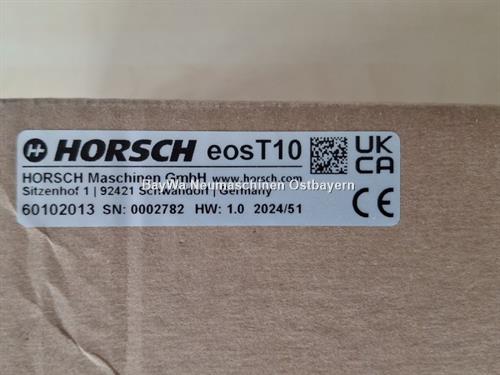 HORSCH eosT10
UK
CA
HORSCH Maschinen GmbH www.horsch.com
BayWa Neumaschinen Ostbayern
Sitzenhof 1 | 92421 Schwandorf | Germany
60102013 SN: 0002782 HW: 1.0 2024/51
CE